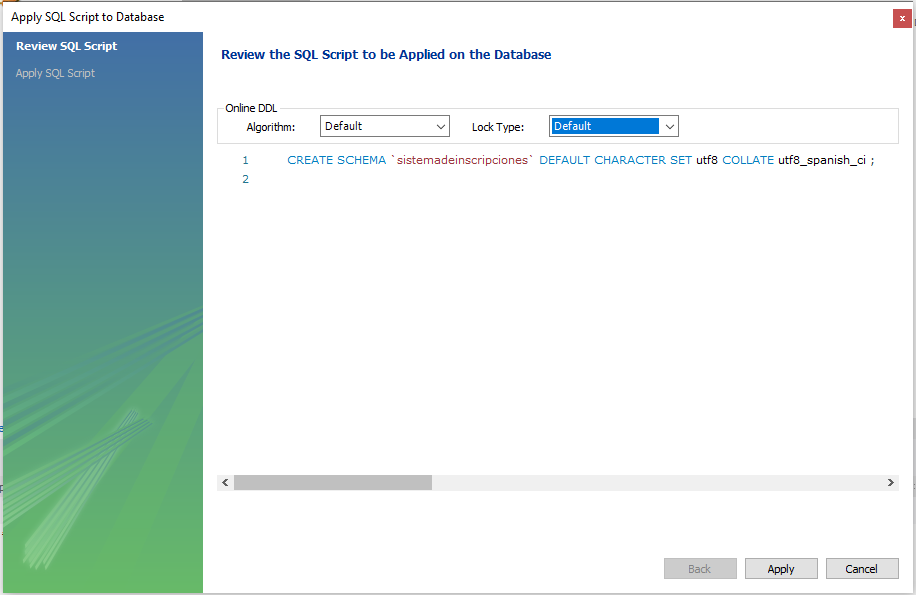 Apply SQL Script to Database
x
Review SQL Script
Apply SQL Script
Review the SQL Script to be Applied on the Database
Online DDL
Algorithm: Default Lock Type: Default
1 CREATE SCHEMA `sistemadeinscripciones` DEFAULT CHARACTER SET utf8 COLLATE utf8_spanish_ci ;
2
Back Apply Cancel